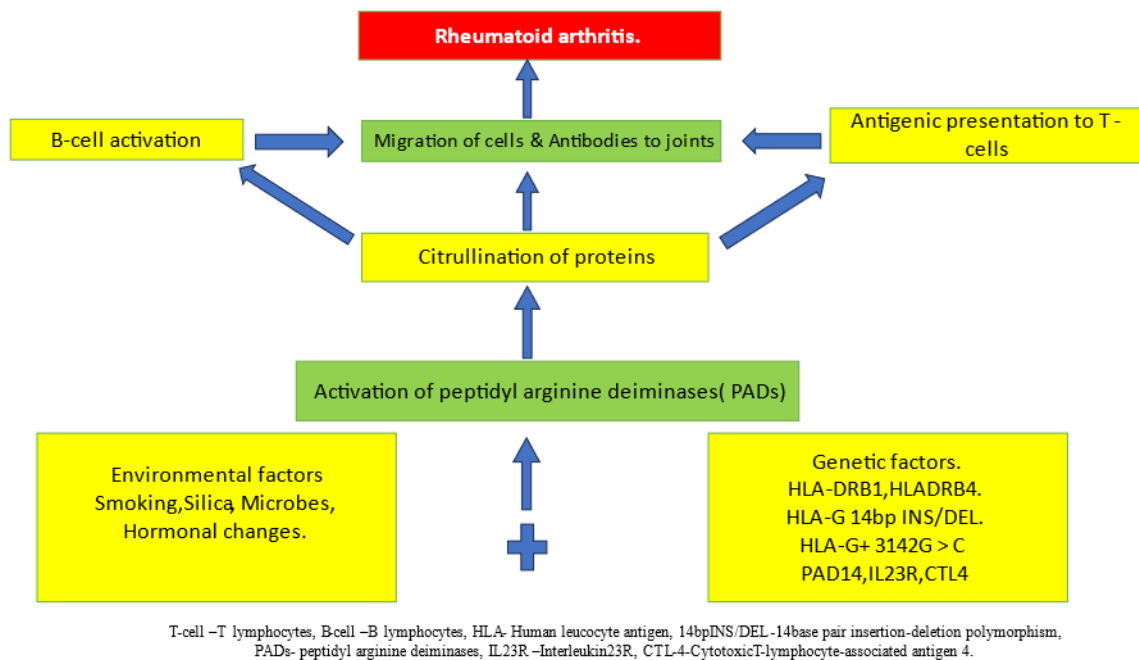 Rheumatoid arthritis.
B-cell activation
Migration of cells & Antibodies to joints
Antigenic presentation to T-
cells
Citrullination of proteins
Activation of peptidyl arginine deiminases( PADs)
Environmental factors
Smoking,Silica, Microbes,
Hormonal changes.
Genetic factors.
HLA-DRB1,HLADRB4.
HLA-G 14bp INS/DEL.
HLA-G+ 3142G > C
PAD14,IL23R,CTL4
T-cell –T lymphocytes, B-cell –B lymphocytes, HLA- Human leucocyte antigen, 14bpINS/DEL-14base pair insertion-deletion polymorphism,
PADs- peptidyl arginine deiminases, IL23R –Interleukin23R, CTL-4-CytotoxicT-lymphocyte-associated antigen 4.